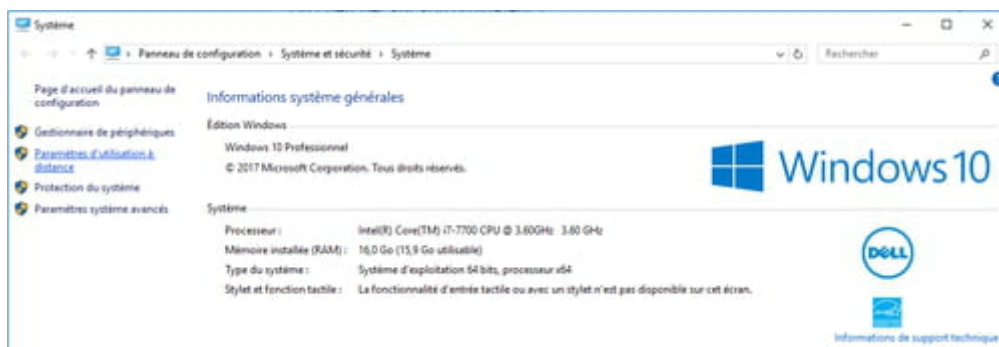 Système
Panneau de configuration › Système et sécurité › Système
Rechercher
Page d'accueil du panneau de
configuration
Gestionnaire de périphériques
Paramètres d'utilisation à
distance
Protection du système
Paramètres système avancés
Informations système générales
Édition Windows
Windows 10 Professionnel
© 2017 Microsoft Corporation. Tous droits réservés.
Windows 10
Système
Processeur : Intel(R) Core(TM) i7-7700 CPU @ 3.60GHz 3.60 GHz
Mémoire installée (RAM) : 16,0 Go (15,9 Go utilisable)
Type du système : Système d'exploitation 64 bits, processeur x64
Stylet et fonction tactile : La fonctionnalité d'entrée tactile ou avec un stylet n'est pas disponible sur cet écran.
DELL
Informations de support technique